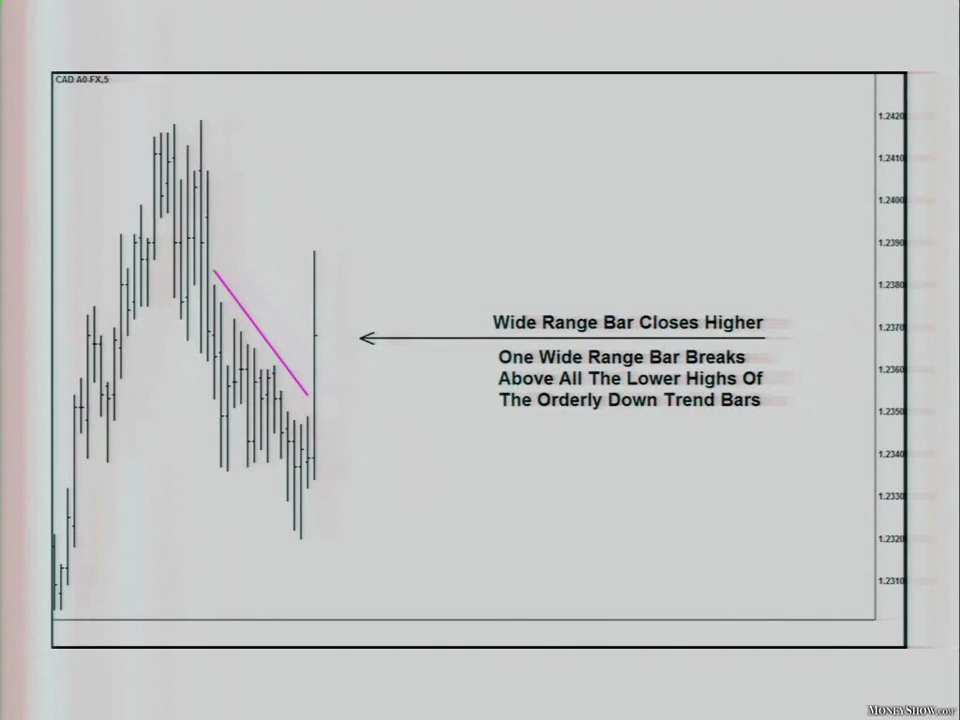 CAD A0-FX,5
1.2420
1.2410
1.2400
1.2390
1.2380
1.2370
1.2360
1.2350
1.2340
1.2330
1.2320
1.2310
Wide Range Bar Closes Higher
One Wide Range Bar Breaks
Above All The Lower Highs Of
The Orderly Down Trend Bars
MONEYSHOW.COM